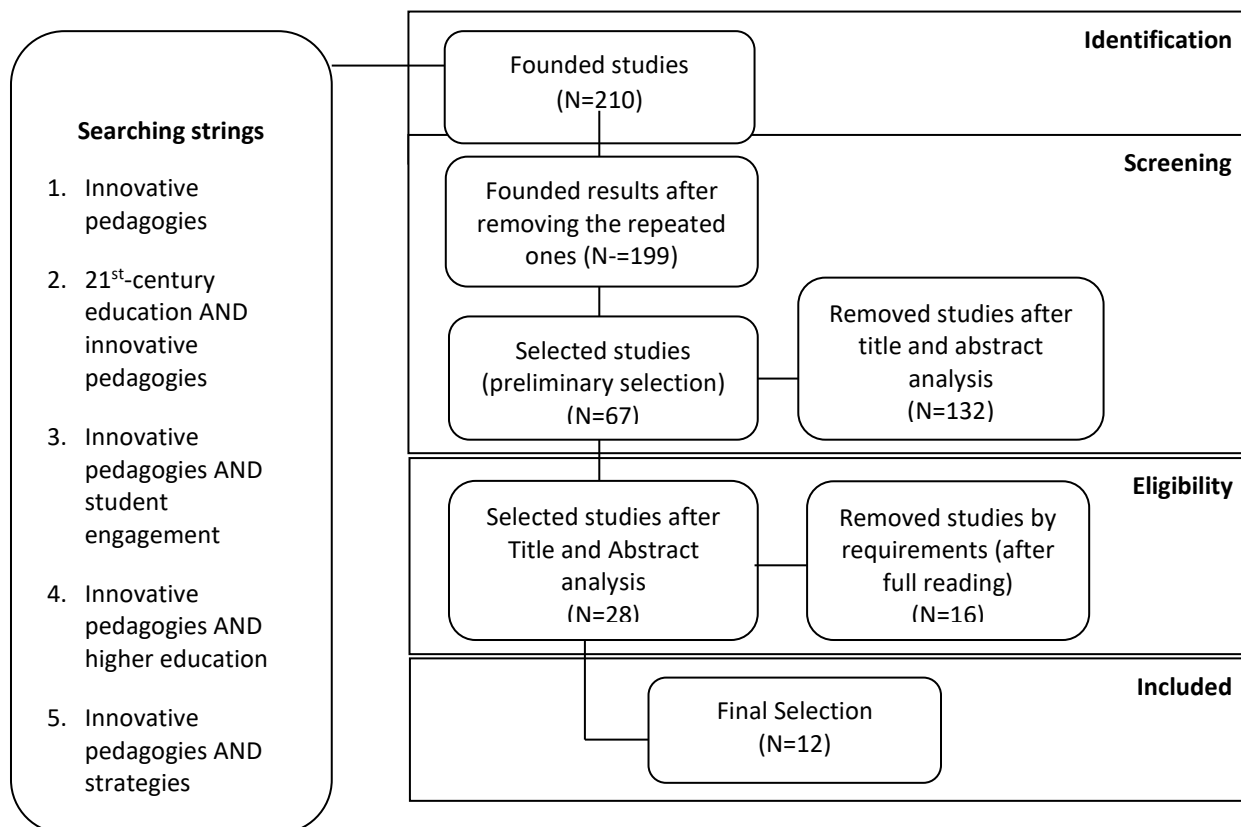 Searching strings
1. Innovative
pedagogies
2. 21st-century
education AND
innovative
pedagogies
3. Innovative
pedagogies AND
student
engagement
4. Innovative
pedagogies AND
higher education
5. Innovative
pedagogies AND
strategies
Identification
Founded studies
(N=210)
Screening
Founded results after
removing the repeated
ones (N-=199)
Selected studies
(preliminary selection)
(N=67)
Removed studies after
title and abstract
analysis
(N=132)
Eligibility
Selected studies after
Title and Abstract
analysis
(N=28)
Removed studies by
requirements (after
full reading)
(N=16)
Included
Final Selection
(N=12)